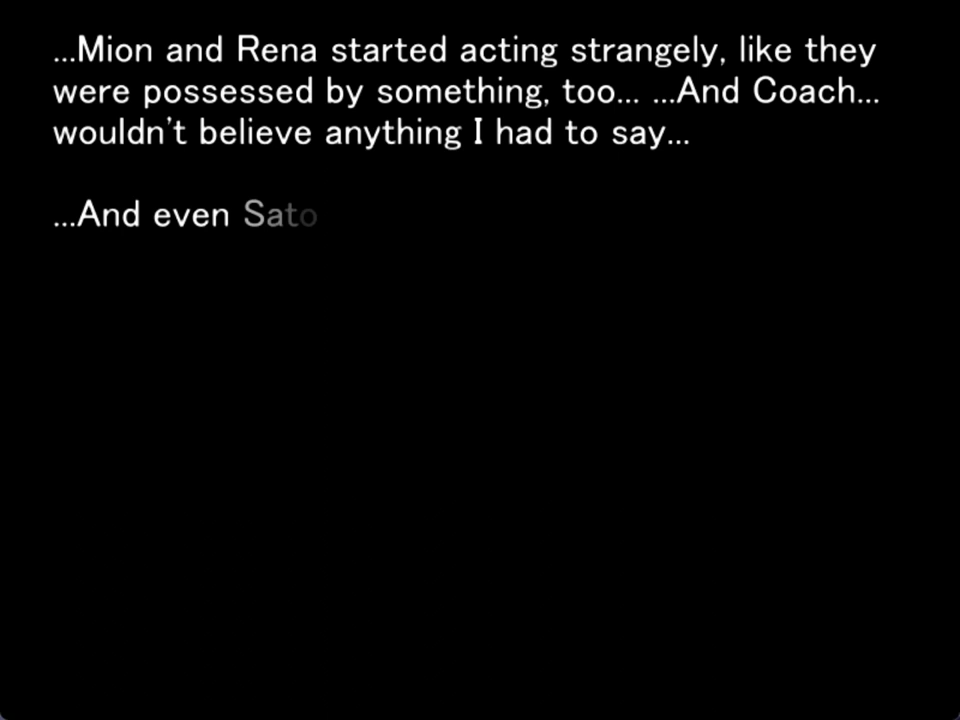 ...Mion and Rena started acting strangely, like they
were possessed by something, too... ...And Coach...
wouldn't believe anything I had to say...
...And even Sato